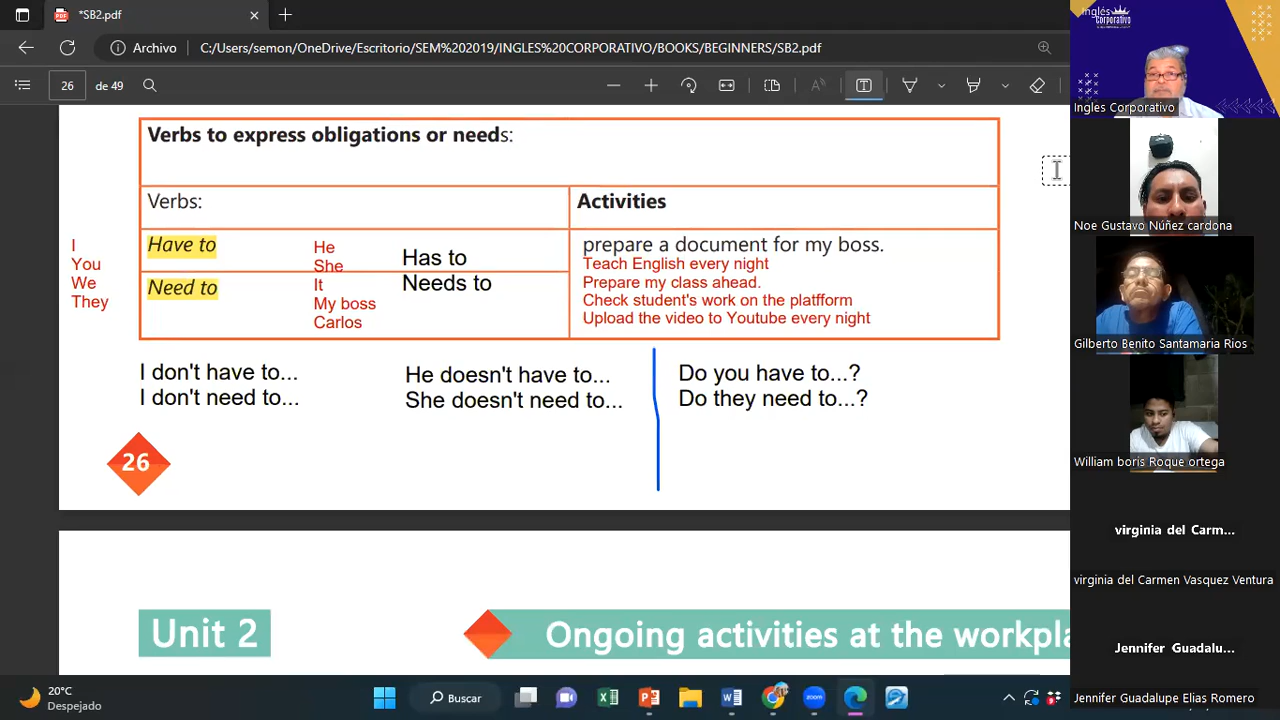 *SB2.pdf
Archivo
C:/Users/semon/OneDrive/Escritorio/SEM%202019/INGLES%20CORPORATIVO/BOOKS/BEGINNERS/SB2.pdf
26
de 49
Verbs to express obligations or needs:
Verbs:
Activities
Have to
Need to
I
You
We
They
He
She
It
My boss
Carlos
Has to
Needs to
prepare a document for my boss.
Teach English every night
Prepare my class ahead.
Check student's work on the platfform
Upload the video to Youtube every night
I don't have to...
I don't need to...
He doesn't have to...
She doesn't need to...
Do you have to...?
Do they need to...?
26
Unit 2
Ongoing activities at the workpla
20°C
Despejado
Buscar
zoom
Inglés
Corporativo
Ingles Corporativo
Noe Gustavo Núñez cardona
Gilberto Benito Santamaria Rios
William boris Roque ortega
virginia del Carm...
virginia del Carmen Vasquez Ventura
Jennifer Guadalu...
Jennifer Guadalupe Elias Romero